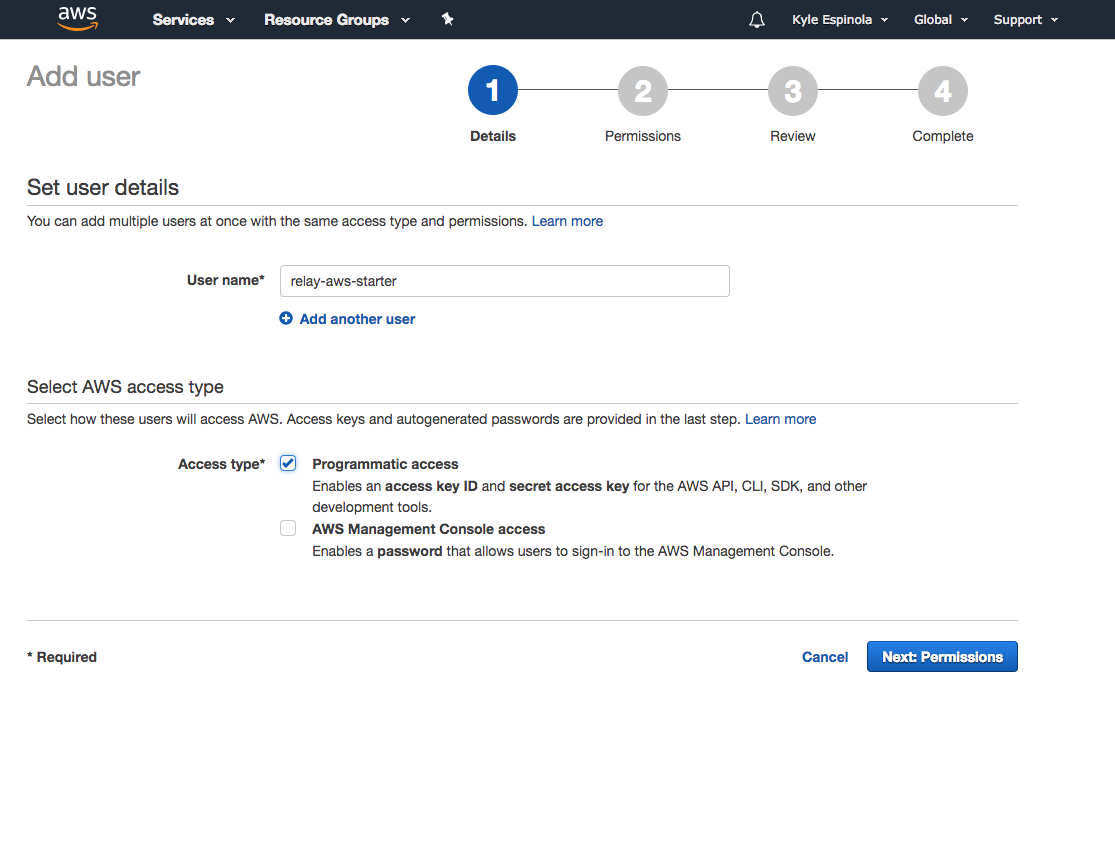 aws Services Resource Groups Kyle Espinola Global Support
Add user
1 2 3 4
Details Permissions Review Complete
Set user details
You can add multiple users at once with the same access type and permissions. Learn more
User name* relay-aws-starter
Add another user
Select AWS access type
Select how these users will access AWS. Access keys and autogenerated passwords are provided in the last step. Learn more
Access type* Programmatic access
Enables an access key ID and secret access key for the AWS API, CLI, SDK, and other
development tools.
AWS Management Console access
Enables a password that allows users to sign-in to the AWS Management Console.
* Required Cancel Next: Permissions